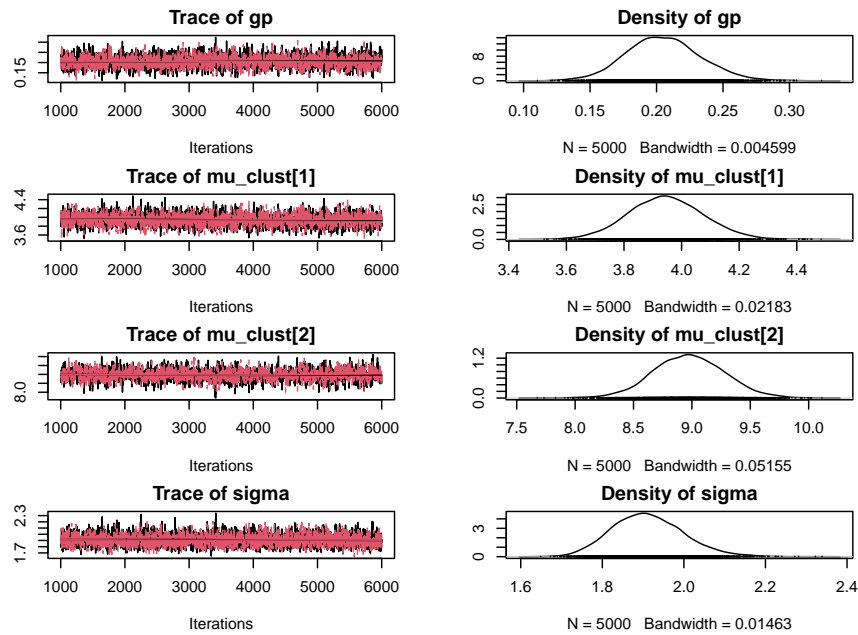 Trace of gp
0.15
1000 2000 3000 4000 5000 6000
Iterations
Density of gp
0 8
0.10 0.15 0.20 0.25 0.30
N = 5000 Bandwidth = 0.004599
Trace of mu_clust[1]
3.6 4.4
1000 2000 3000 4000 5000 6000
Iterations
Density of mu_clust[1]
0.0 2.5
3.4 3.6 3.8 4.0 4.2 4.4
N = 5000 Bandwidth = 0.02183
Trace of mu_clust[2]
8.0
1000 2000 3000 4000 5000 6000
Iterations
Density of mu_clust[2]
0.0 1.2
7.5 8.0 8.5 9.0 9.5 10.0
N = 5000 Bandwidth = 0.05155
Trace of sigma
1.7 2.3
1000 2000 3000 4000 5000 6000
Iterations
Density of sigma
0 3
1.6 1.8 2.0 2.2 2.4
N = 5000 Bandwidth = 0.01463